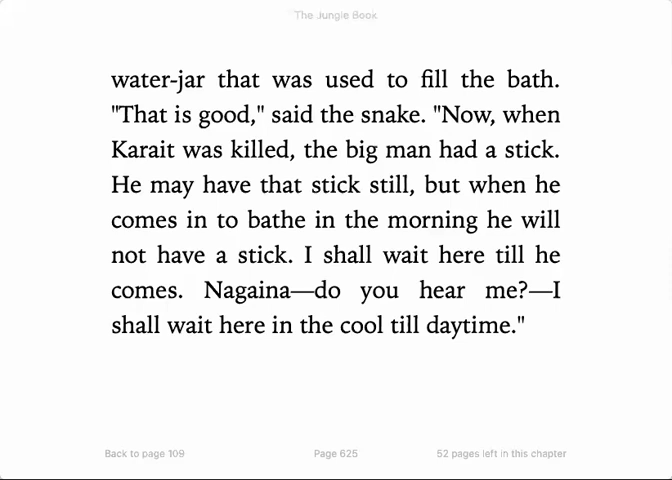 The Jungle Book
water-jar that was used to fill the bath.
"That is good," said the snake. "Now, when
Karait was killed, the big man had a stick.
He may have that stick still, but when he
comes in to bathe in the morning he will
not have a stick. I shall wait here till he
comes. Nagaina—do you hear me?—I
shall wait here in the cool till daytime."
Back to page 109 Page 625 52 pages left in this chapter